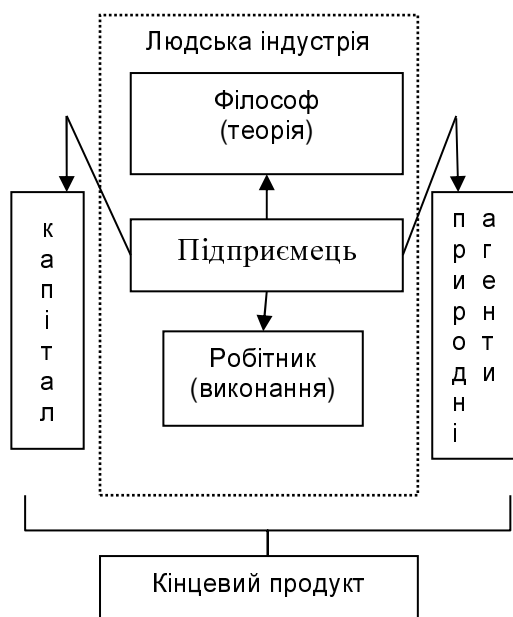 Людська індустрія
Філософ
(теорія)
Підприємець
Робітник
(виконання)
капітал
природні
агенти
Кінцевий продукт